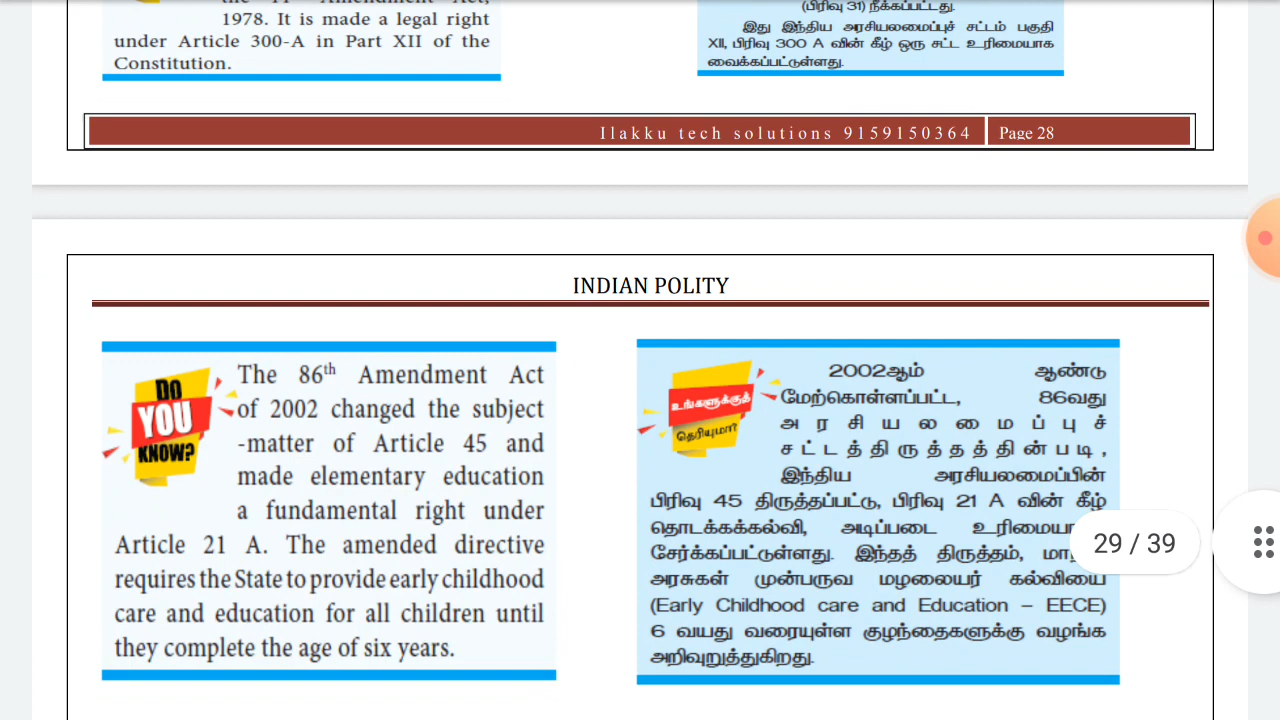 1978. It is made a legal right
under Article 300-A in Part XII of the
Constitution.
(பிரிவு 31) நீக்கப்பட்டது.
இது இந்திய அரசியலமைப்புச் சட்டம் பகுதி
XII, பிரிவு 300 A வின் கீழ் ஒரு சட்ட உரிமையாக
வைக்கப்பட்டுள்ளது.
Ilakku tech solutions 9159150364 Page 28
INDIAN POLITY
DO
YOU
KNOW?
The 86th Amendment Act
of 2002 changed the subject
-matter of Article 45 and
made elementary education
a fundamental right under
Article 21 A. The amended directive
requires the State to provide early childhood
care and education for all children until
they complete the age of six years.
உங்களுக்குத்
தெரியுமா?
2002ஆம் ஆண்டு
மேற்கொள்ளப்பட்ட, 86வது
அரசியலமைப்புச்
சட்டத்திருத்தத்தின்படி,
இந்திய அரசியலமைப்பின்
பிரிவு 45 திருத்தப்பட்டு, பிரிவு 21 A வின் கீழ்
தொடக்கக்கல்வி, அடிப்படை
சேர்க்கப்பட்டுள்ளது. இந்தத் திருத்தம்,
அரசுகள் முன்பருவ மழலையர் கல்வியை
(Early Childhood care and Education – EECE)
6 வயது வரையுள்ள குழந்தைகளுக்கு வழங்க
அறிவுறுத்துகிறது.
29 / 39